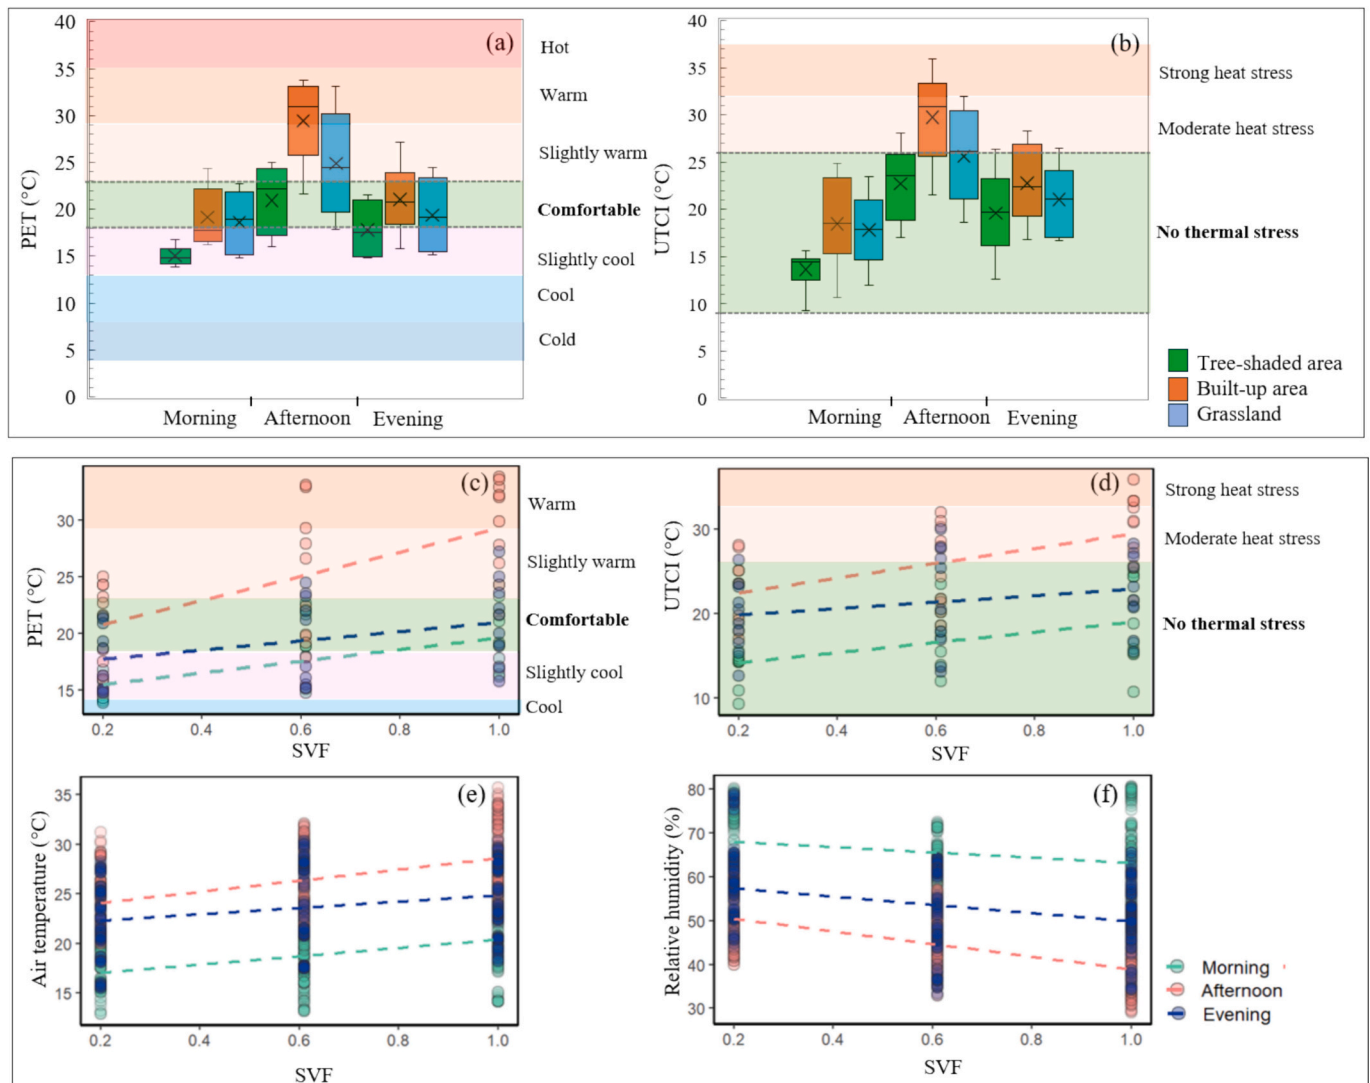 40
35
30
25
20
15
10
5
0
PET (°C)
(a)
Hot
Warm
Slightly warm
Comfortable
Slightly cool
Cool
Cold
Morning
Afternoon
Evening
40
35
30
25
20
15
10
5
0
UTCI (°C)
(b)
Strong heat stress
Moderate heat stress
No thermal stress
Morning
Afternoon
Evening
Tree-shaded area
Built-up area
Grassland
30
25
20
15
PET (°C)
(c)
Warm
Slightly warm
Comfortable
Slightly cool
Cool
0.2
0.4
0.6
0.8
1.0
SVF
30
20
10
UTCI (°C)
(d)
Strong heat stress
Moderate heat stress
No thermal stress
0.2
0.4
0.6
0.8
1.0
SVF
35
30
25
20
15
Air temperature (°C)
(e)
0.2
0.4
0.6
0.8
1.0
SVF
80
70
60
50
40
30
Relative humidity (%)
(f)
0.2
0.4
0.6
0.8
1.0
SVF
Morning
Afternoon
Evening